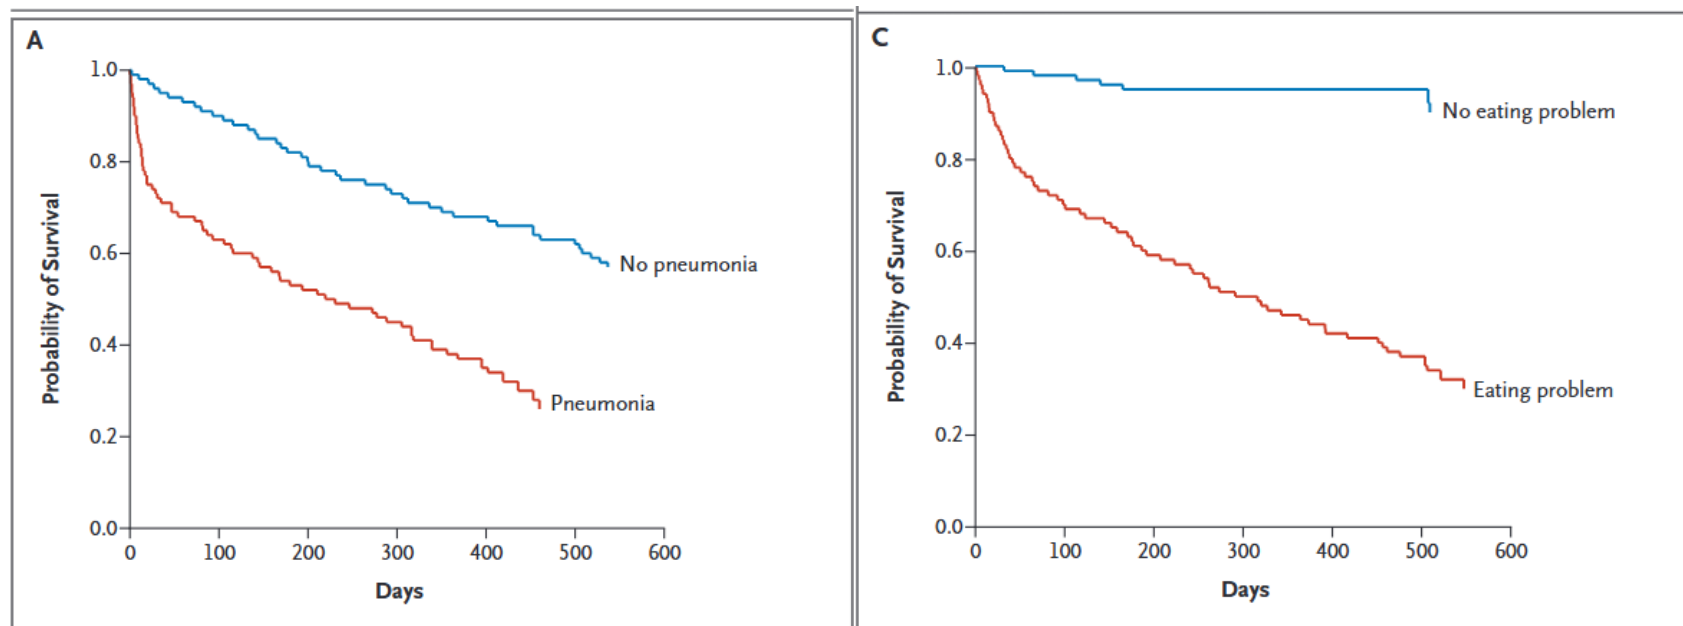 A
Probability of Survival
1.0
0.8
0.6
0.4
0.2
0.0
0 100 200 300 400 500 600
Days
No pneumonia
Pneumonia
C
Probability of Survival
1.0
0.8
0.6
0.4
0.2
0.0
0 100 200 300 400 500 600
Days
No eating problem
Eating problem